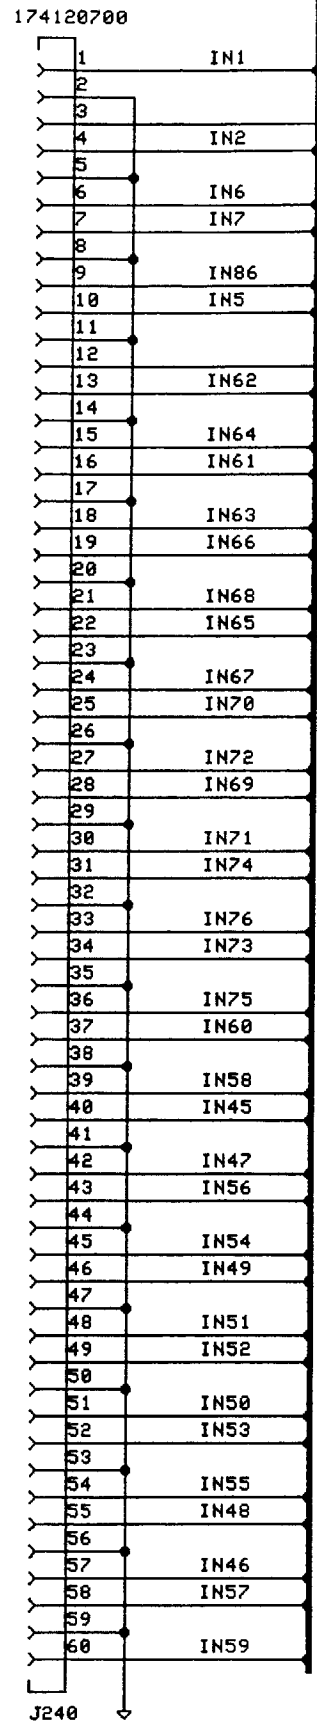 174120700
1 IN1
2
3
4 IN2
5
6 IN6
7 IN7
8
9 IN86
10 IN5
11
12
13 IN62
14
15 IN64
16 IN61
17
18 IN63
19 IN66
20
21 IN68
22 IN65
23
24 IN67
25 IN70
26
27 IN72
28 IN69
29
30 IN71
31 IN74
32
33 IN76
34 IN73
35
36 IN75
37 IN60
38
39 IN58
40 IN45
41
42 IN47
43 IN56
44
45 IN54
46 IN49
47
48 IN51
49 IN52
50
51 IN50
52 IN53
53
54 IN55
55 IN48
56
57 IN46
58 IN57
59
60 IN59
J240